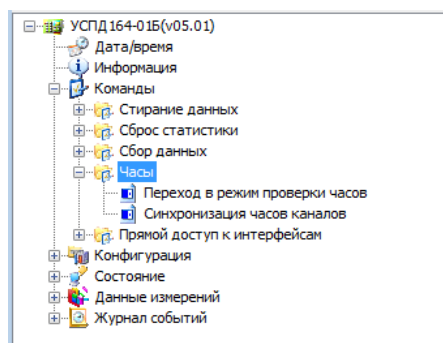 УСПД 164-01Б(v05.01)
Дата/время
Информация
Команды
Стирание данных
Сброс статистики
Сбор данных
Часы
Переход в режим проверки часов
Синхронизация часов каналов
Прямой доступ к интерфейсам
Конфигурация
Состояние
Данные измерений
Журнал событий